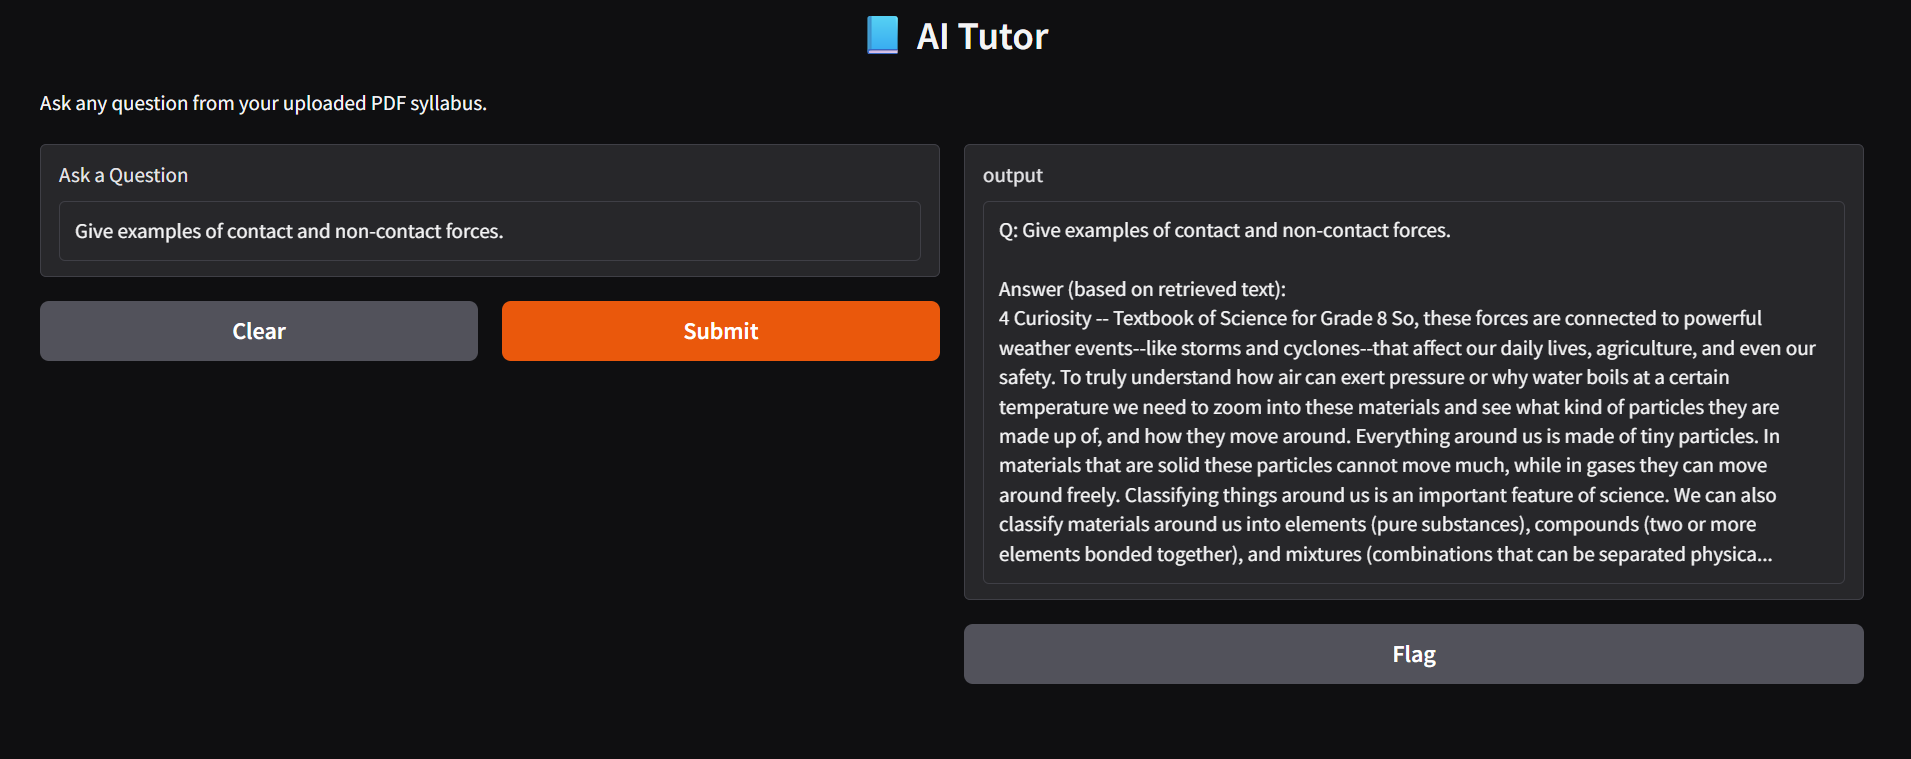 AI Tutor
Ask any question from your uploaded PDF syllabus.
Ask a Question
Give examples of contact and non-contact forces.
Clear
Submit
output
Q: Give examples of contact and non-contact forces.
Answer (based on retrieved text):
4 Curiosity -- Textbook of Science for Grade 8 So, these forces are connected to powerful
weather events--like storms and cyclones--that affect our daily lives, agriculture, and even our
safety. To truly understand how air can exert pressure or why water boils at a certain
temperature we need to zoom into these materials and see what kind of particles they are
made up of, and how they move around. Everything around us is made of tiny particles. In
materials that are solid these particles cannot move much, while in gases they can move
around freely. Classifying things around us is an important feature of science. We can also
classify materials around us into elements (pure substances), compounds (two or more
elements bonded together), and mixtures (combinations that can be separated physica...
Flag